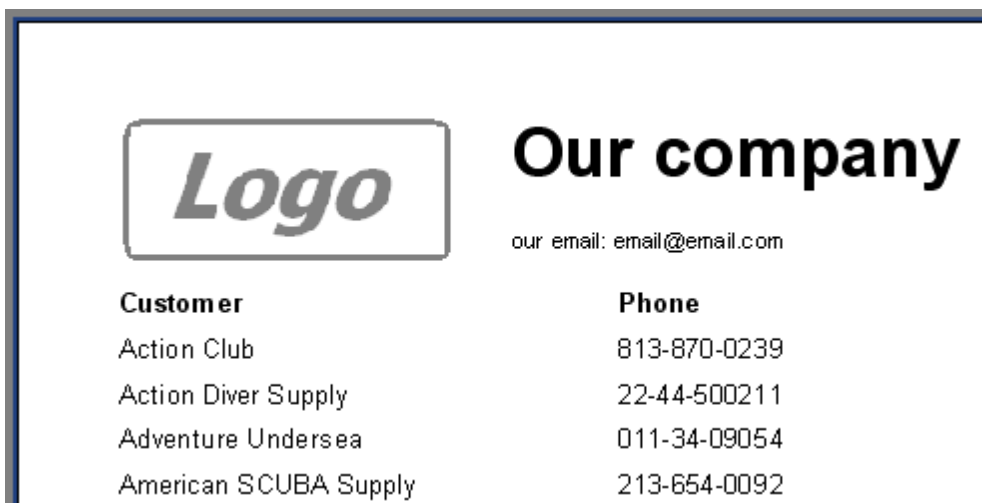 Logo
Our company
our email: email@email.com
Customer Phone
Action Club 813-870-0239
Action Diver Supply 22-44-500211
Adventure Undersea 011-34-09054
American SCUBA Supply 213-654-0092